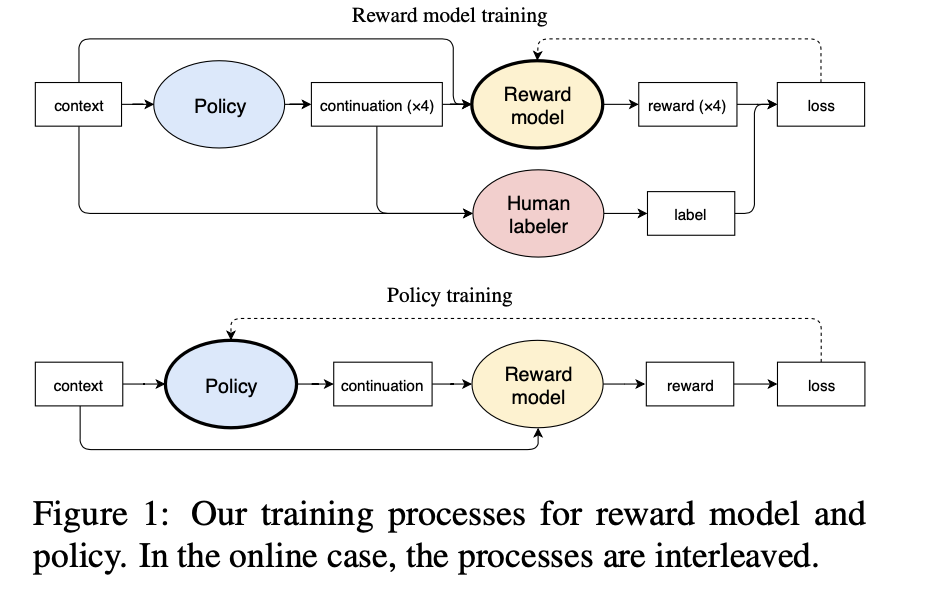 Reward model training
context
Policy
continuation (×4)
Reward
model
reward (×4)
loss
Human
labeler
label
Policy training
context
Policy
continuation
Reward
model
reward
loss
Figure 1: Our training processes for reward model and
policy. In the online case, the processes are interleaved.